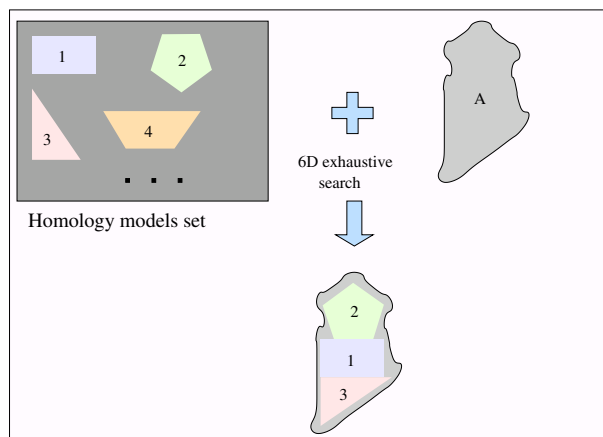 1
2
3
4
. . .
Homology models set
6D exhaustive
search
A
2
1
3